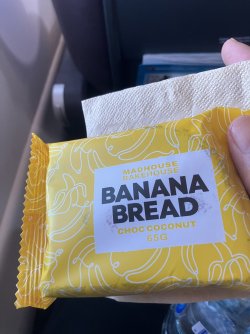 MADHOUSE
BAKEHOUSE
BANANA
BREAD
CHOC COCONUT
65G